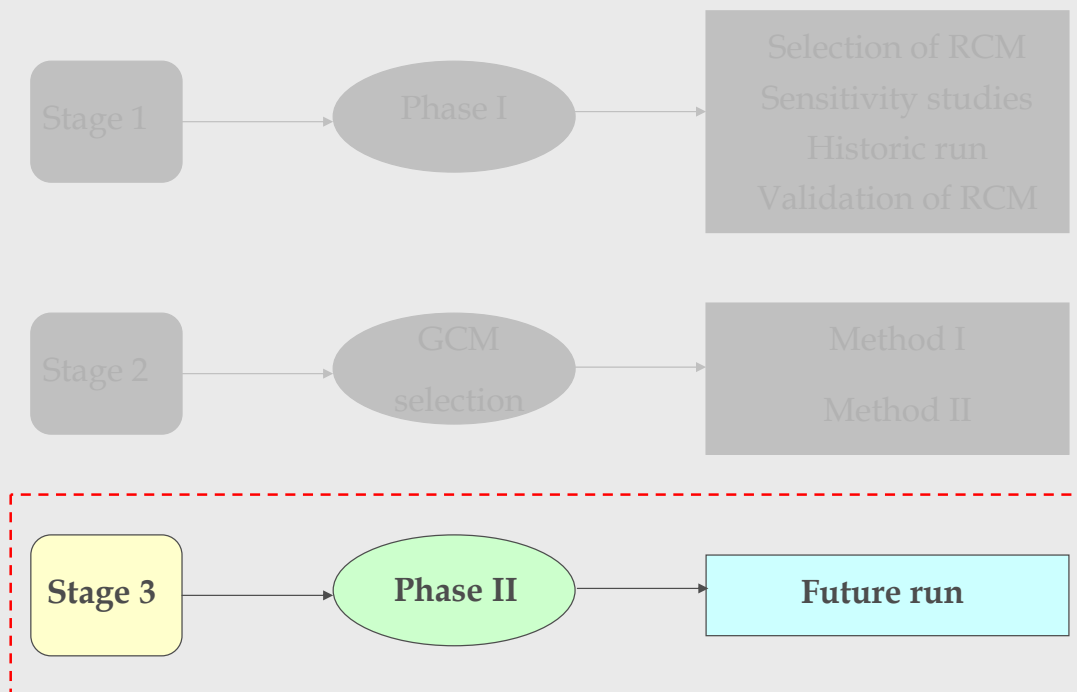 Stage 1
Phase I
Selection of RCM
Sensitivity studies
Historic run
Validation of RCM
Stage 2
GCM
selection
Method I
Method II
Stage 3
Phase II
Future run